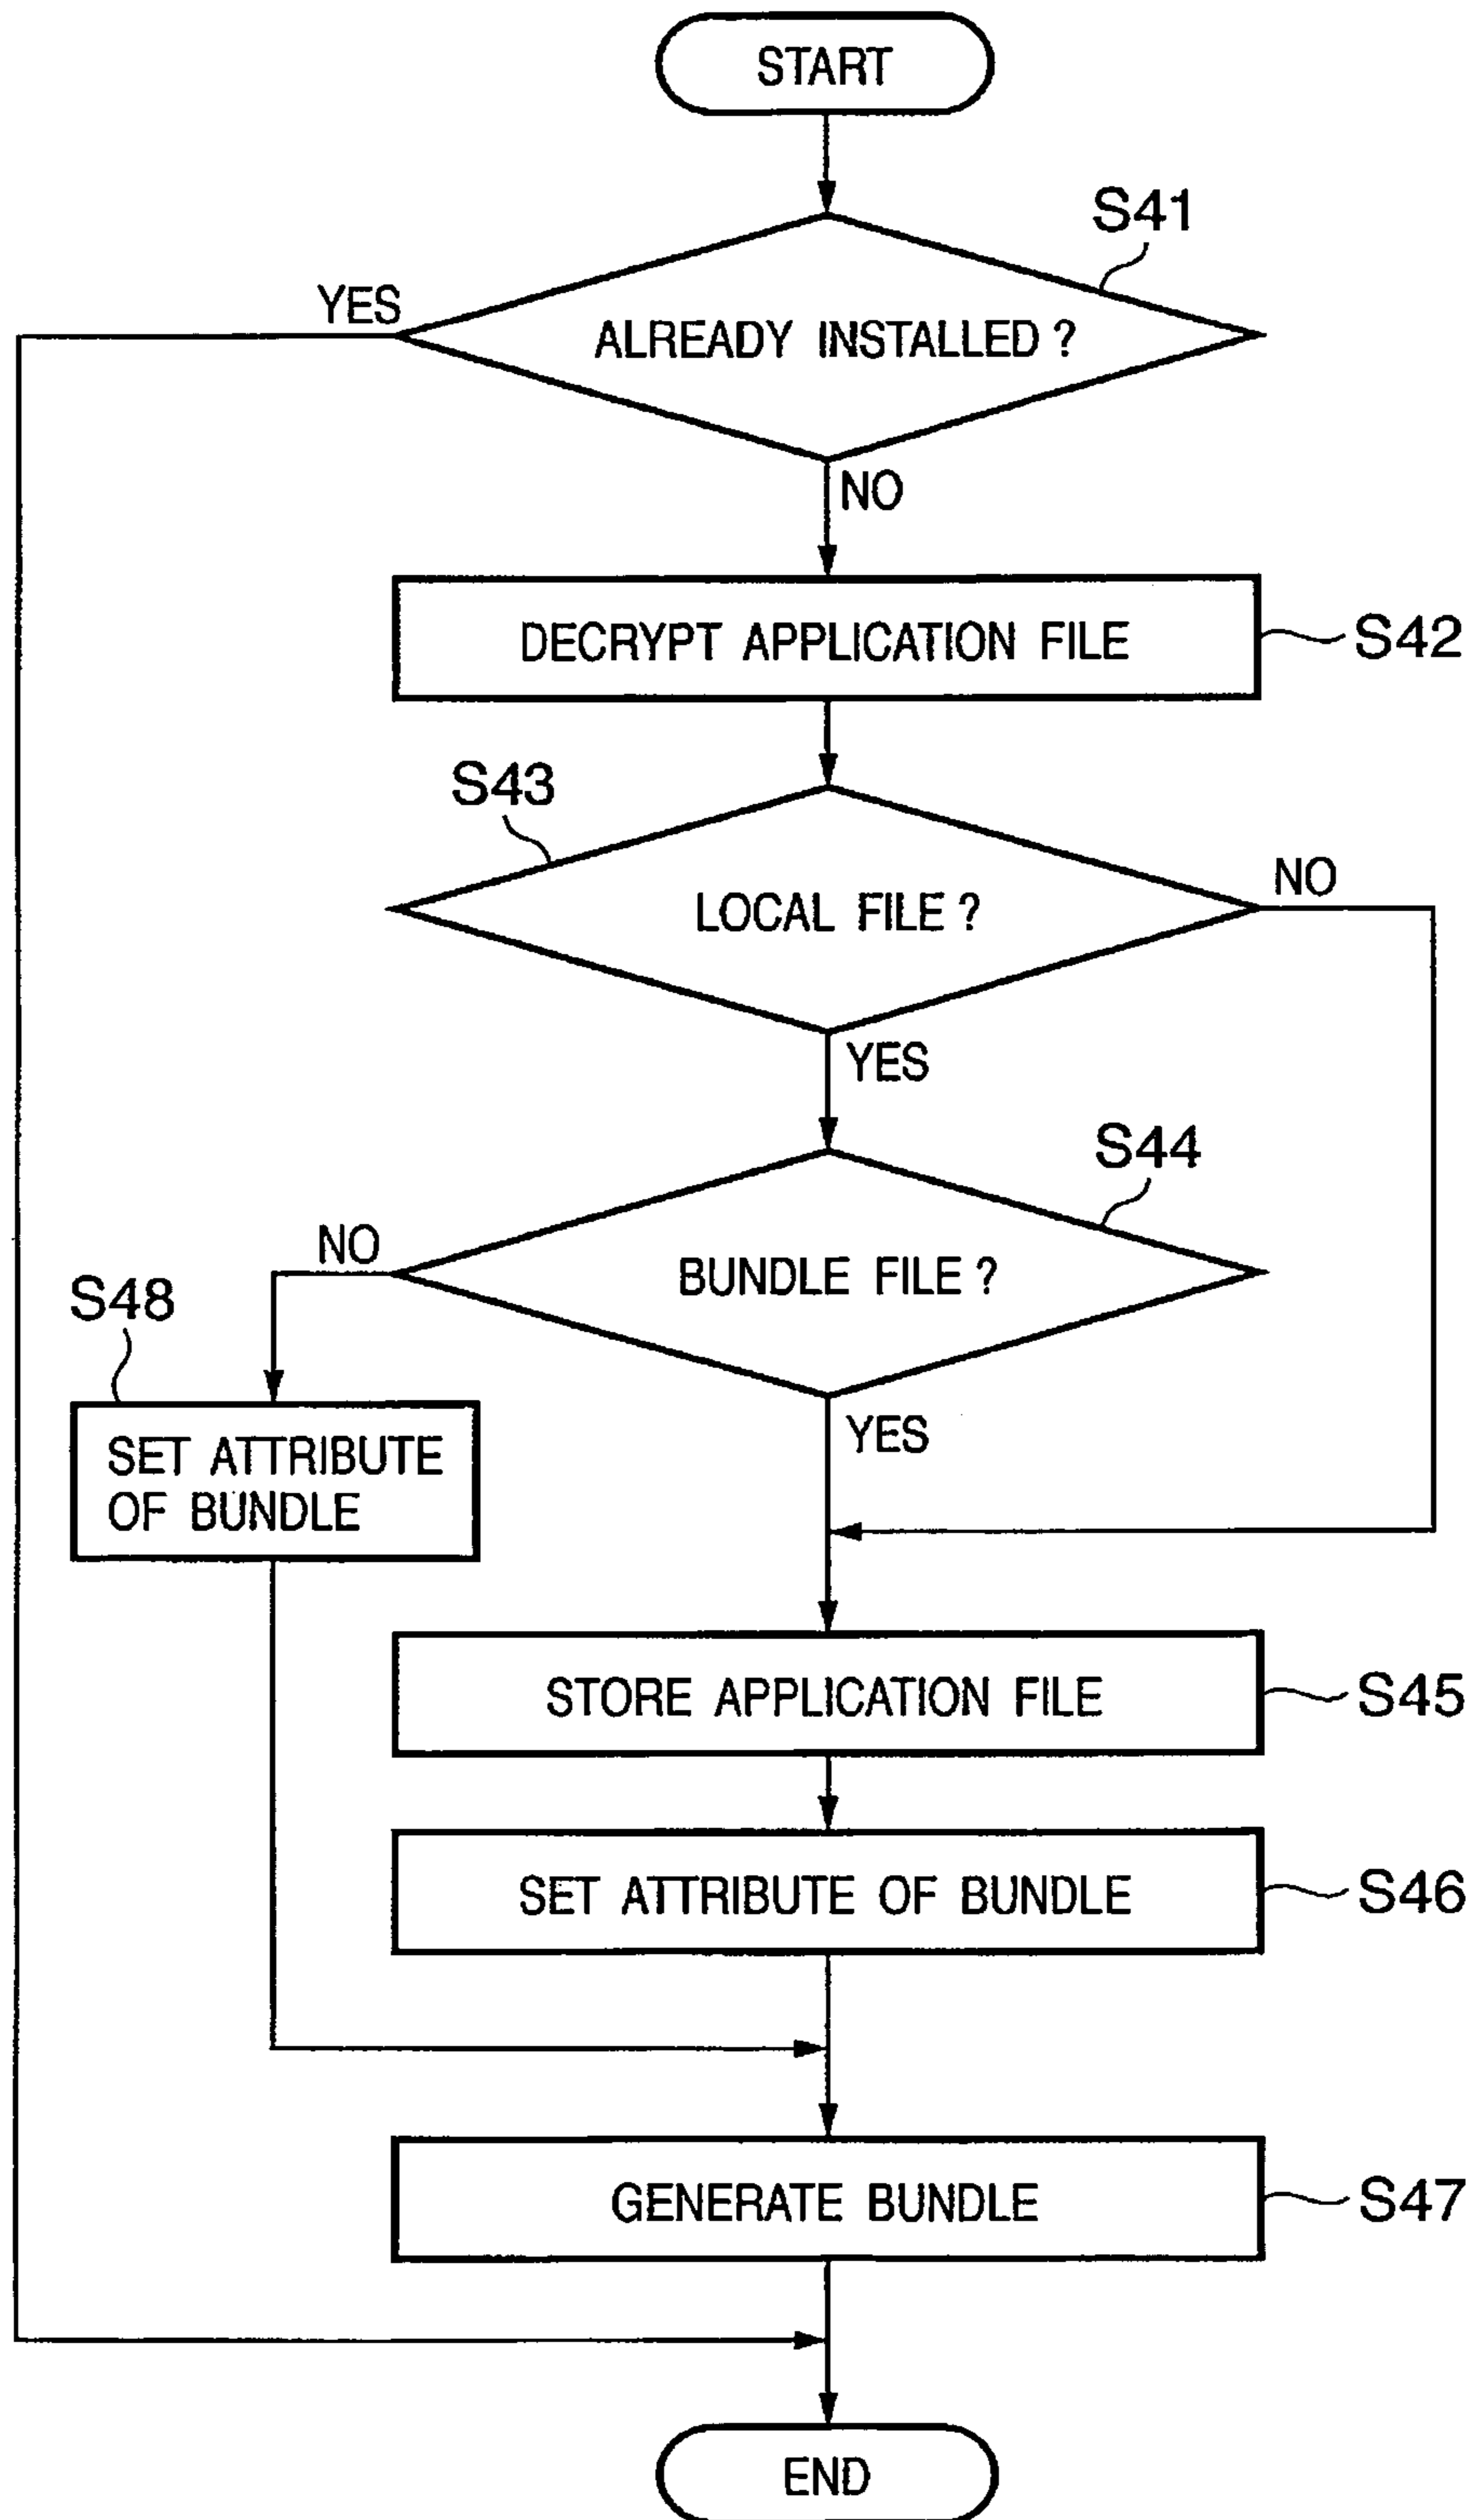 START
S41
YES
ALREADY INSTALLED ?
NO
DECRYPT APPLICATION FILE
S42
S43
NO
LOCAL FILE ?
YES
S44
NO
BUNDLE FILE ?
S48
YES
SET ATTRIBUTE
OF BUNDLE
STORE APPLICATION FILE
S45
SET ATTRIBUTE OF BUNDLE
S46
GENERATE BUNDLE
S47
END